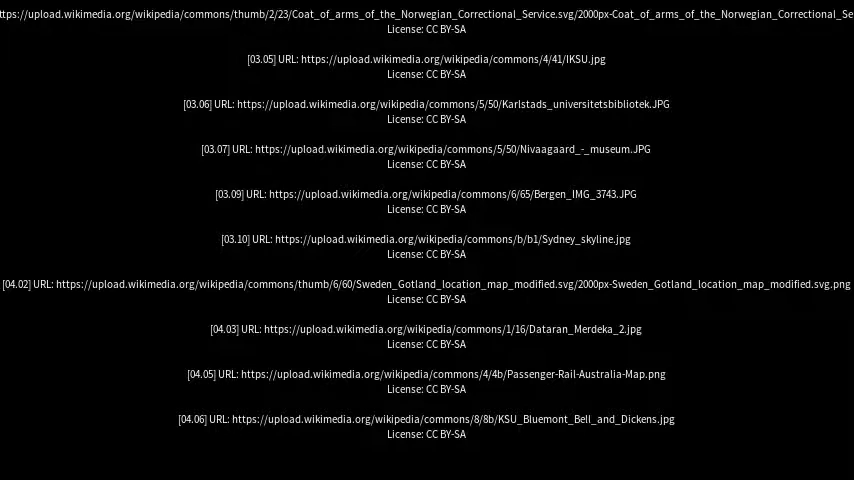 ttps://upload.wikimedia.org/wikipedia/commons/thumb/2/23/Coat_of_arms_of_the_Norwegian_Correctional_Service.svg/2000px-Coat_of_arms_of_the_Norwegian_Correctional_Se
License: CC BY-SA
[03.05] URL: https://upload.wikimedia.org/wikipedia/commons/4/41/IKSU.jpg
License: CC BY-SA
[03.06] URL: https://upload.wikimedia.org/wikipedia/commons/5/50/Karlstads_universitetsbibliotek.JPG
License: CC BY-SA
[03.07] URL: https://upload.wikimedia.org/wikipedia/commons/5/50/Nivaagaard_-_museum.JPG
License: CC BY-SA
[03.09] URL: https://upload.wikimedia.org/wikipedia/commons/6/65/Bergen_IMG_3743.JPG
License: CC BY-SA
[03.10] URL: https://upload.wikimedia.org/wikipedia/commons/b/b1/Sydney_skyline.jpg
License: CC BY-SA
[04.02] URL: https://upload.wikimedia.org/wikipedia/commons/thumb/6/60/Sweden_Gotland_location_map_modified.svg/2000px-Sweden_Gotland_location_map_modified.svg.png
License: CC BY-SA
[04.03] URL: https://upload.wikimedia.org/wikipedia/commons/1/16/Dataran_Merdeka_2.jpg
License: CC BY-SA
[04.05] URL: https://upload.wikimedia.org/wikipedia/commons/4/4b/Passenger-Rail-Australia-Map.png
License: CC BY-SA
[04.06] URL: https://upload.wikimedia.org/wikipedia/commons/8/8b/KSU_Bluemont_Bell_and_Dickens.jpg
License: CC BY-SA